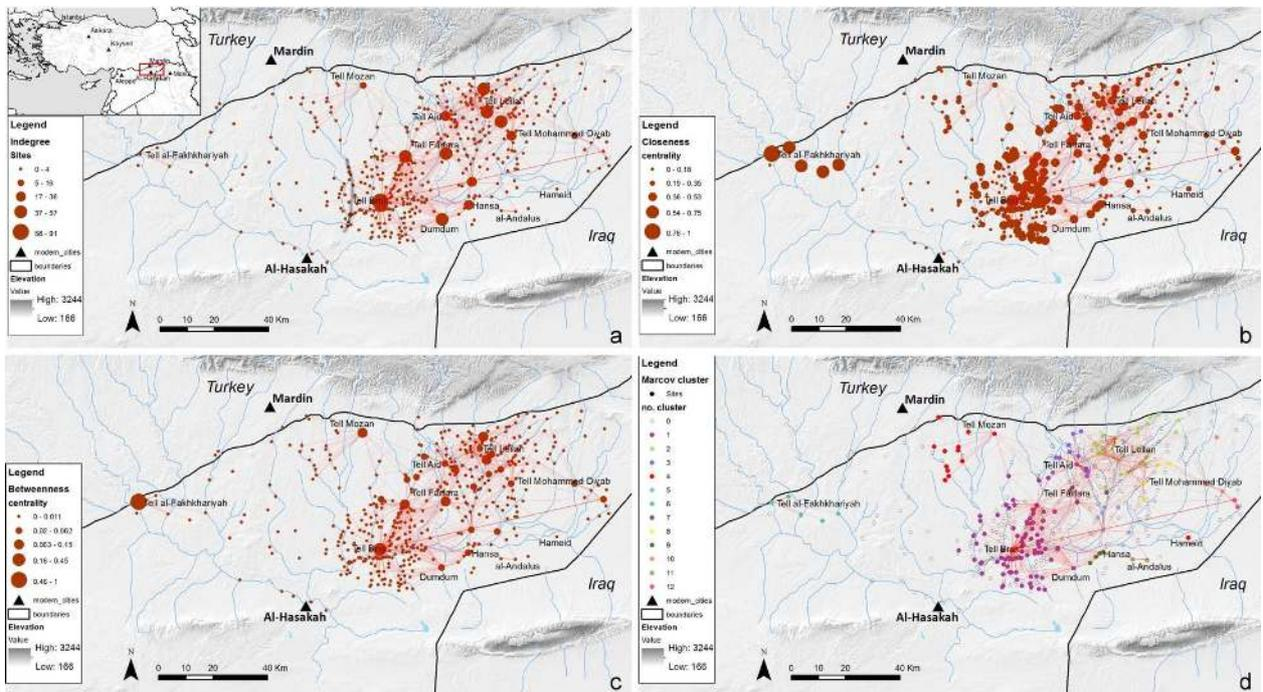 Istanbul
Ankara
Kayseri
Mardin
Aleppo
Mosul
Turkey
Mardin
Tell Mozan
Tell Leilan
Tell Aid
Tell Mohammed Diyab
Tell Farfara
Tell al-Fakhkhariyah
Tell Brak
Hameid
Hansa
al-Andalus
Dumdum
Iraq
Al-Hasakah
Legend
Indegree
Sites
0 - 4
5 - 16
17 - 36
37 - 57
58 - 91
modern_cities
boundaries
Elevation
Value
High: 3244
Low: 166
N
0 10 20 40 Km
a
Turkey
Mardin
Tell Mozan
Tell Leilan
Tell Aid
Tell Mohammed Diyab
Tell Farfara
Tell al-Fakhkhariyah
Tell Brak
Hameid
Hansa
al-Andalus
Dumdum
Iraq
Al-Hasakah
Legend
Closeness
centrality
0 - 0.18
0.19 - 0.35
0.36 - 0.53
0.54 - 0.75
0.76 - 1
modern_cities
boundaries
Elevation
Value
High: 3244
Low: 166
N
0 10 20 40 Km
b
Turkey
Mardin
Tell Mozan
Tell Leilan
Tell Aid
Tell Mohammed Diyab
Tell Farfara
Tell al-Fakhkhariyah
Tell Brak
Hameid
Hansa
al-Andalus
Dumdum
Iraq
Al-Hasakah
Legend
Betweenness
centrality
0 - 0.011
0.02 - 0.062
0.063 - 0.15
0.16 - 0.45
0.46 - 1
modern_cities
boundaries
Elevation
Value
High: 3244
Low: 166
N
0 10 20 40 Km
c
Turkey
Mardin
Tell Mozan
Tell Leilan
Tell Aid
Tell Mohammed Diyab
Tell Farfara
Tell al-Fakhkhariyah
Tell Brak
Hameid
Hansa
al-Andalus
Dumdum
Iraq
Al-Hasakah
Legend
Marcov cluster
Sites
no. cluster
0
1
2
3
4
5
6
7
8
9
10
11
12
modern_cities
boundaries
Elevation
Value
High: 3244
Low: 166
N
0 10 20 40 Km
d